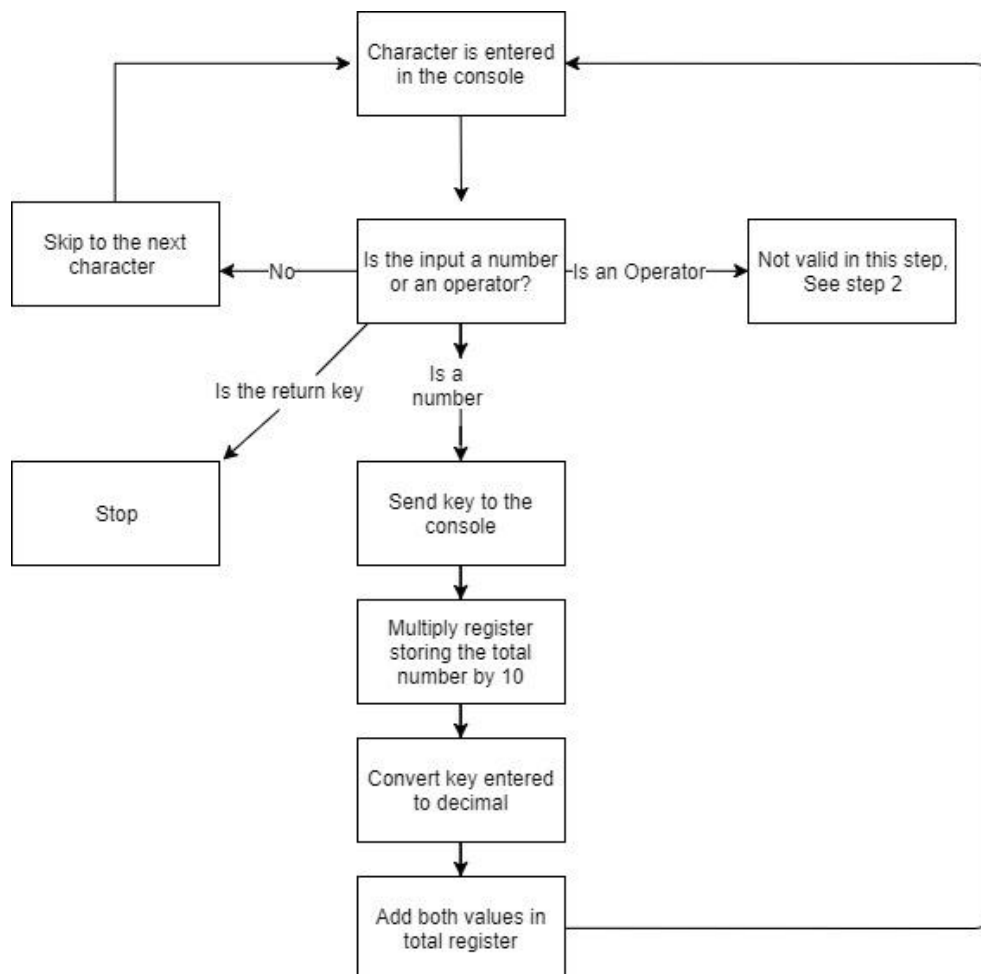 Character is entered
in the console
Skip to the next
character
No
Is the input a number
or an operator?
Is an Operator
Not valid in this step,
See step 2
Is the return key
Is a
number
Stop
Send key to the
console
Multiply register
storing the total
number by 10
Convert key entered
to decimal
Add both values in
total register